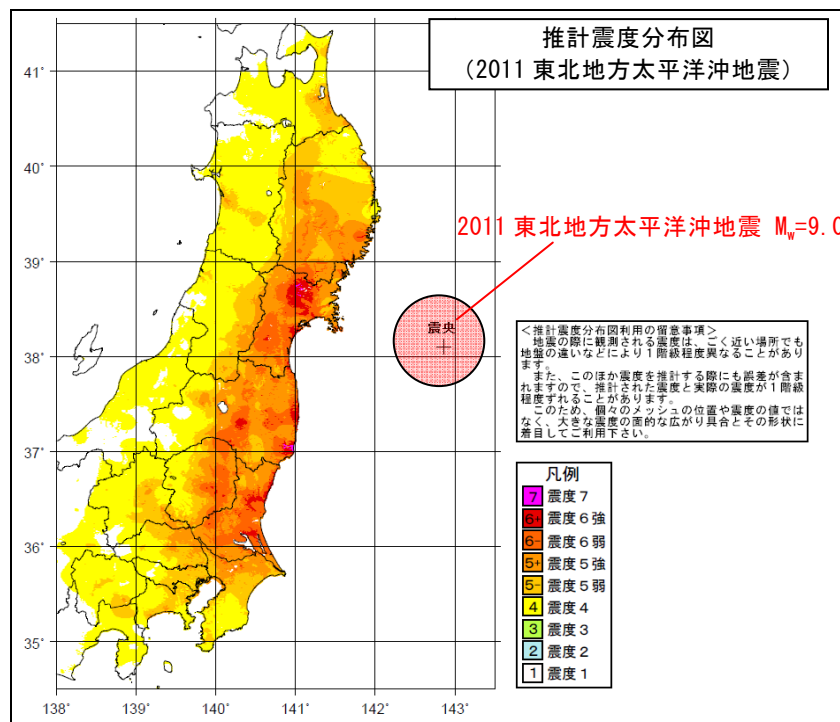 推計震度分布図
（2011 東北地方太平洋沖地震）
41°
40°
39°
38°
37°
36°
35°
138°
139°
140°
141°
142°
143°
2011 東北地方太平洋沖地震 Mw=9.0
震央
＜推計震度分布図利用の留意事項＞
地震の際に観測される震度は、ごく近い場所でも
地盤の違いなどにより１階級程度異なることがあり
ます。
また、このほか震度を推計する際にも誤差が含ま
れますので、推計された震度と実際の震度が１階級
程度ずれることがあります。
このため、個々のメッシュの位置や震度の値では
なく、大きな震度の面的な広がり具合とその形状に
着目してご利用下さい。
凡例
7 震度７
6+ 震度６強
6- 震度６弱
5+ 震度５強
5- 震度５弱
4 震度４
3 震度３
2 震度２
1 震度１